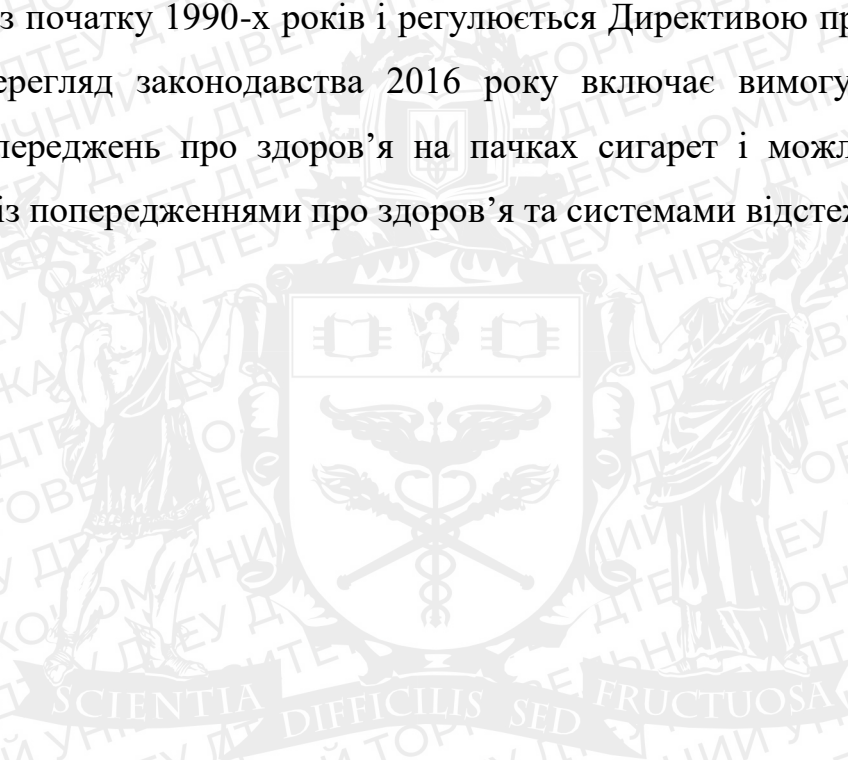 з початку 1990-х років і регулюється Директивою пр
ерегляд законодавства 2016 року включає вимогу
переджень про здоров’я на пачках сигарет і можл
із попередженнями про здоров’я та системами відстеж
SCIENTIA DIFFICILIS SED FRUCTUOSA